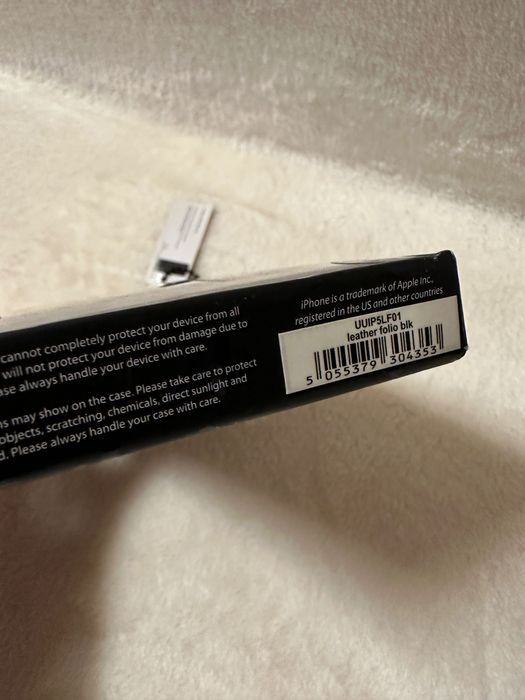 cannot completely protect your device from all
will not protect your device from damage due to
always handle your device with care.
may show on the case. Please take care to protect
objects, scratching, chemicals, direct sunlight and
Please always handle your case with care.
iPhone is a trademark of Apple Inc.
registered in the US and other countries
UUIP5LF01
leather folio blk
5 055379 304353